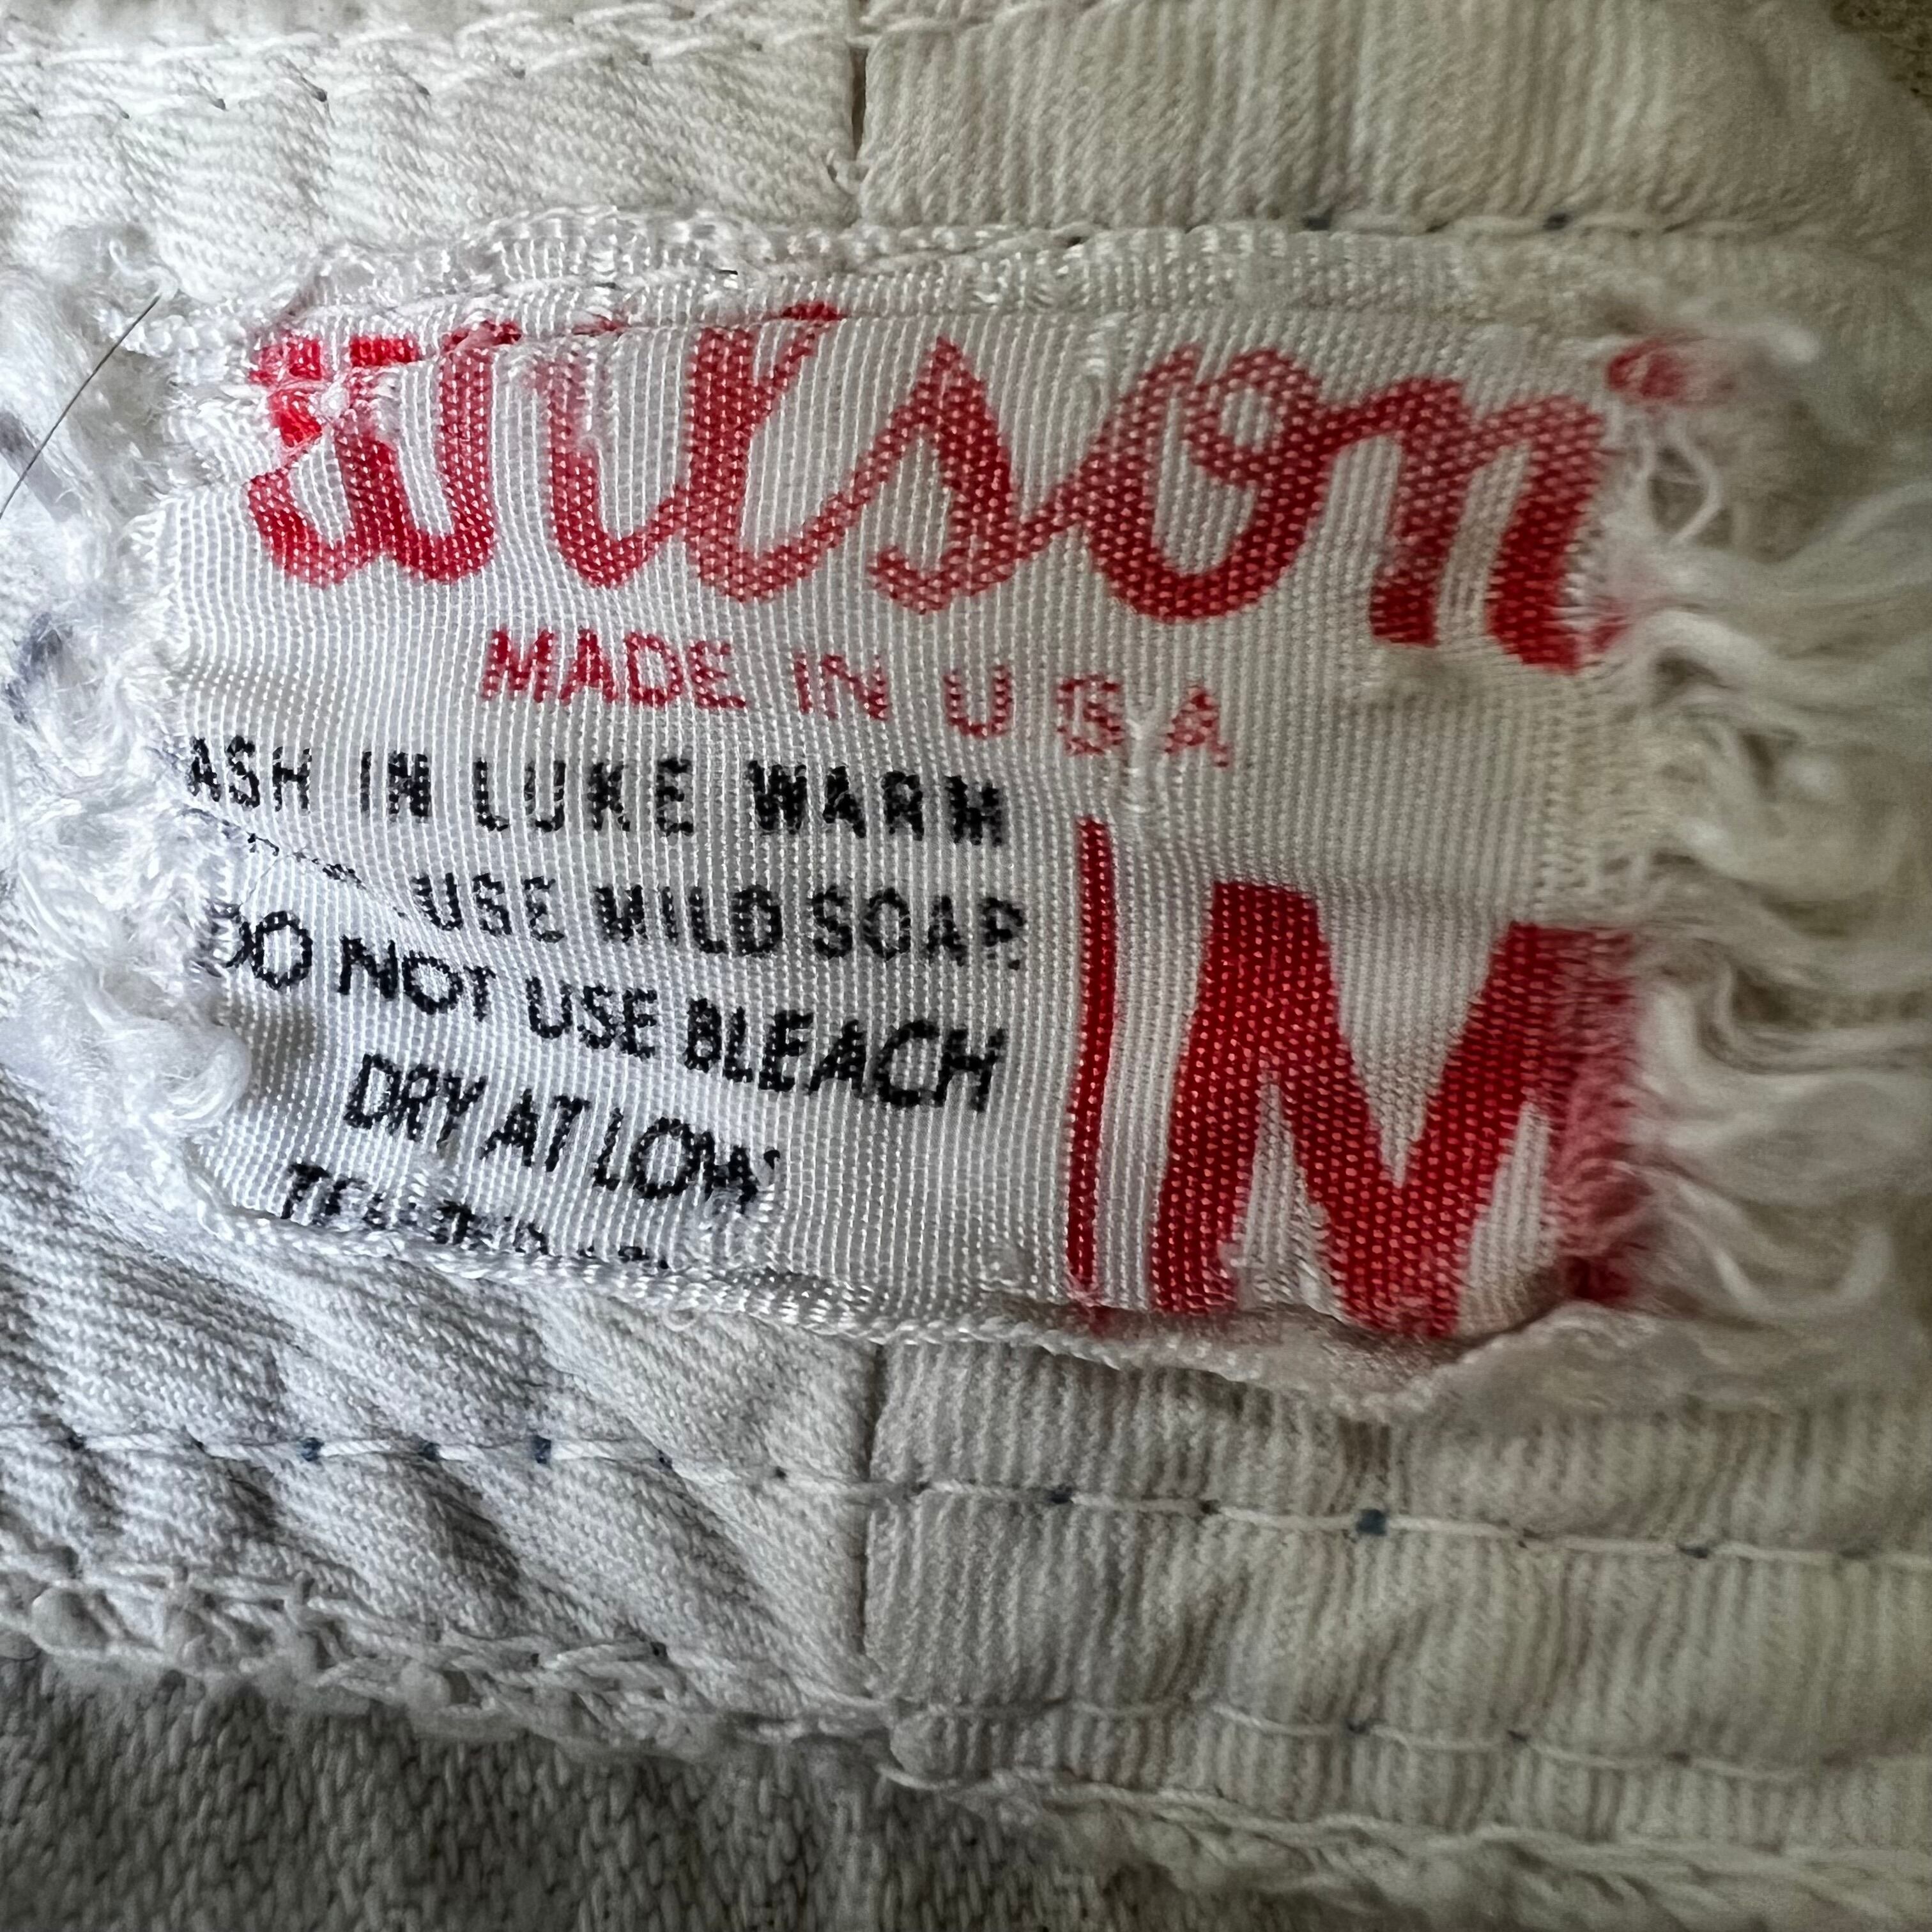 Wilson
MADE IN U S A
ASH IN LUKE WARM
USE MILD SOAP
DO NOT USE BLEACH
DRY AT LOW
M